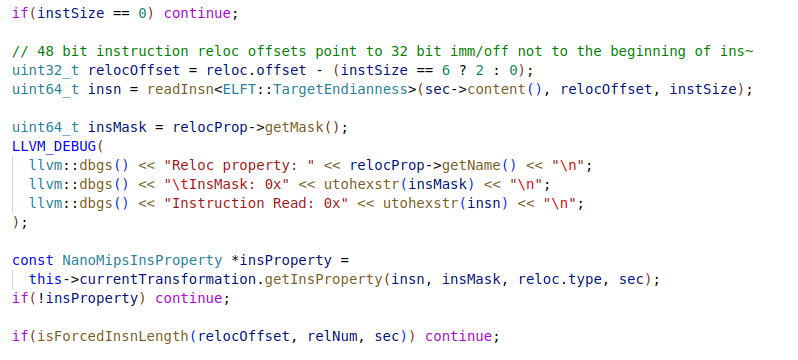 if(instSize == 0) continue;
// 48 bit instruction reloc offsets point to 32 bit imm/off not to the beginning of ins~
uint32_t relocOffset = reloc.offset - (instSize == 6 ? 2 : 0);
uint64_t insn = readInsn<ELFT::TargetEndianness>(sec->content(), relocOffset, instSize);
uint64_t insMask = relocProp->getMask();
LLVM_DEBUG(
llvm::dbgs() << "Reloc property: " << relocProp->getName() << "\n";
llvm::dbgs() << "\tInsMask: 0x" << utohexstr(insMask) << "\n";
llvm::dbgs() << "Instruction Read: 0x" << utohexstr(insn) << "\n";
);
const NanoMipsInsProperty *insProperty =
this->currentTransformation.getInsProperty(insn, insMask, reloc.type, sec);
if(!insProperty) continue;
if(isForcedInsnLength(relocOffset, relNum, sec)) continue;